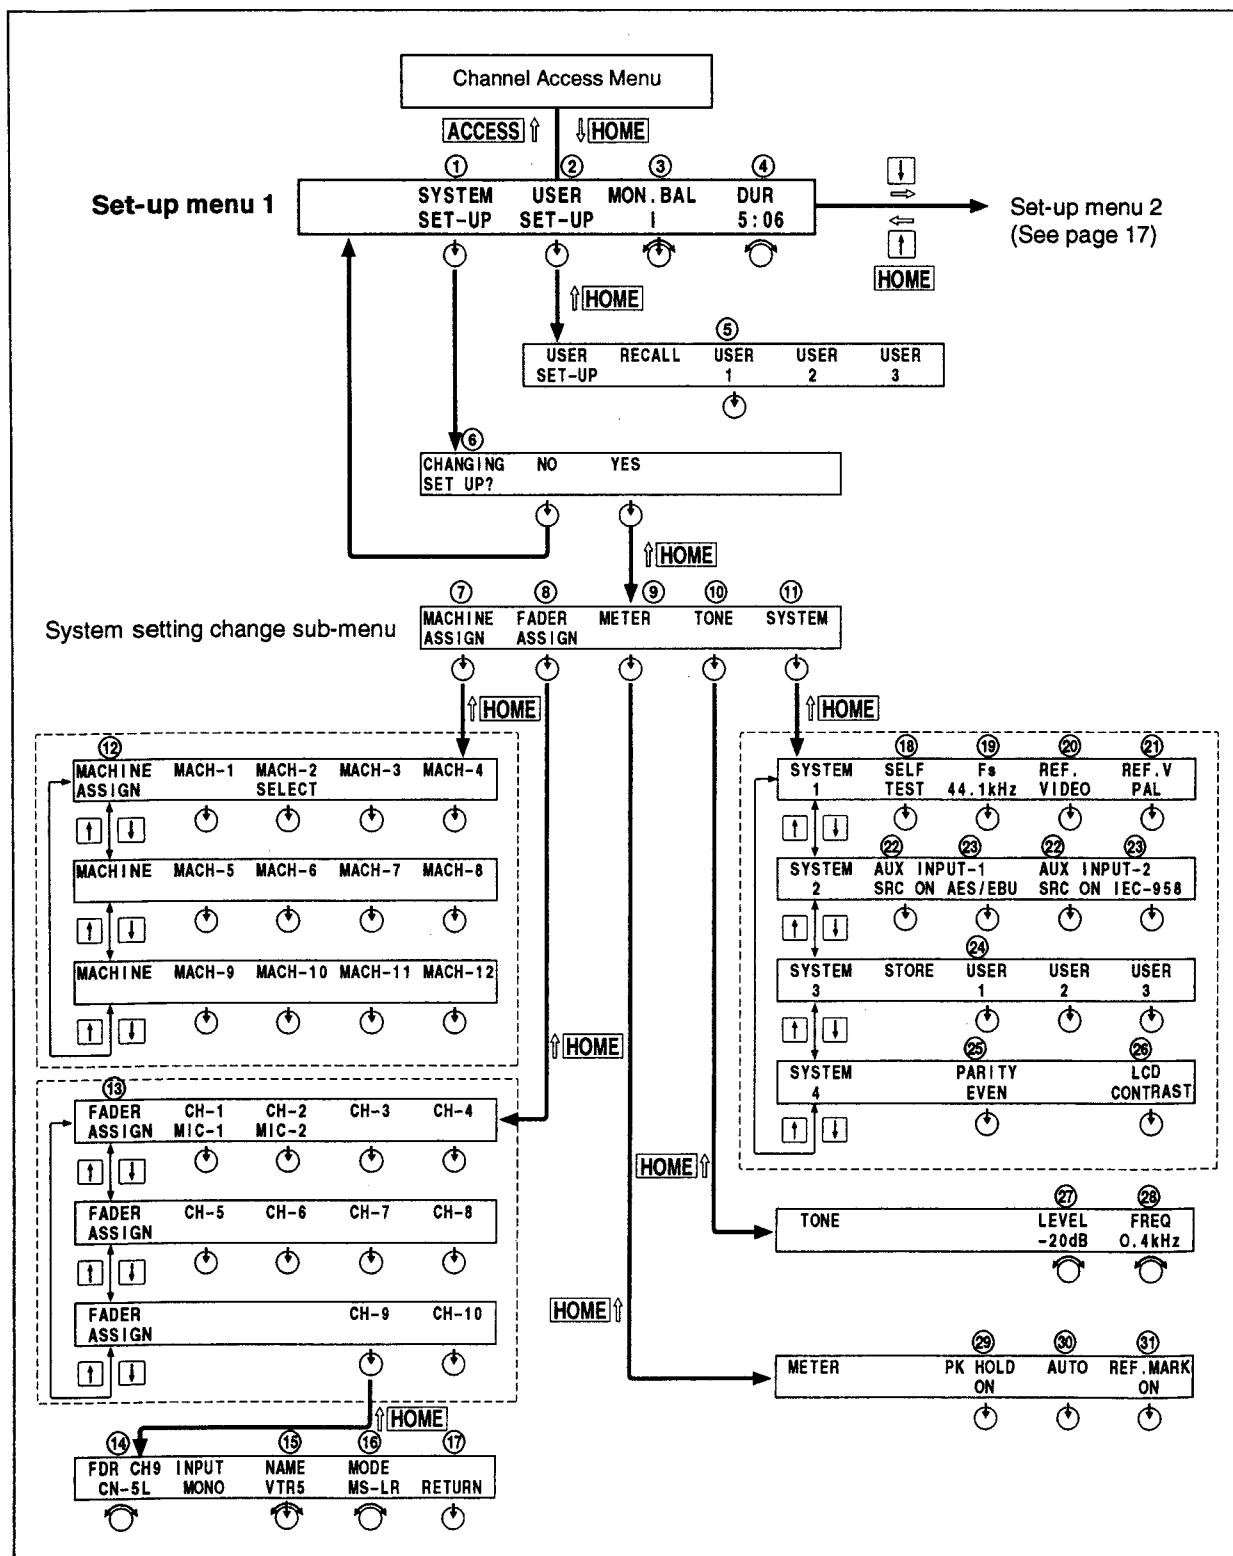 Channel Access Menu
ACCESS ⇧ ⇩ HOME
① ② ③ ④
Set-up menu 1
SYSTEM USER MON.BAL DUR
SET-UP SET-UP I 5:06
↓
⇨
⇦
↑
HOME
Set-up menu 2
(See page 17)
⇧ HOME
⑤
USER RECALL USER USER USER
SET-UP 1 2 3
⑥
CHANGING NO YES
SET UP?
⇧ HOME
⑦ ⑧ ⑨ ⑩ ⑪
System setting change sub-menu
MACHINE FADER METER TONE SYSTEM
ASSIGN ASSIGN
⇧ HOME
⇧ HOME
⑫
MACHINE MACH-1 MACH-2 MACH-3 MACH-4
ASSIGN SELECT
↑ ↓
MACHINE MACH-5 MACH-6 MACH-7 MACH-8
↑ ↓
MACHINE MACH-9 MACH-10 MACH-11 MACH-12
↑ ↓
⑱ ⑲ ⑳ ㉑
SYSTEM SELF Fs REF. REF.V
1 TEST 44.1kHz VIDEO PAL
↑ ↓
㉒ ㉓ ㉒ ㉓
SYSTEM AUX INPUT-1 AUX INPUT-2
2 SRC ON AES/EBU SRC ON IEC-958
↑ ↓
㉔
SYSTEM STORE USER USER USER
3 1 2 3
↑ ↓
㉕ ㉖
SYSTEM PARITY LCD
4 EVEN CONTRAST
↑ ↓
⇧ HOME
⑬
FADER CH-1 CH-2 CH-3 CH-4
ASSIGN MIC-1 MIC-2
↑ ↓
FADER CH-5 CH-6 CH-7 CH-8
ASSIGN
↑ ↓
FADER CH-9 CH-10
ASSIGN
↑ ↓
HOME ⇧
㉗ ㉘
TONE LEVEL FREQ
-20dB 0.4kHz
HOME ⇧
㉙ ㉚ ㉛
METER PK HOLD AUTO REF.MARK
ON ON
⇧ HOME
⑭ ⑮ ⑯ ⑰
FDR CH9 INPUT NAME MODE
CN-5L MONO VTR5 MS-LR RETURN